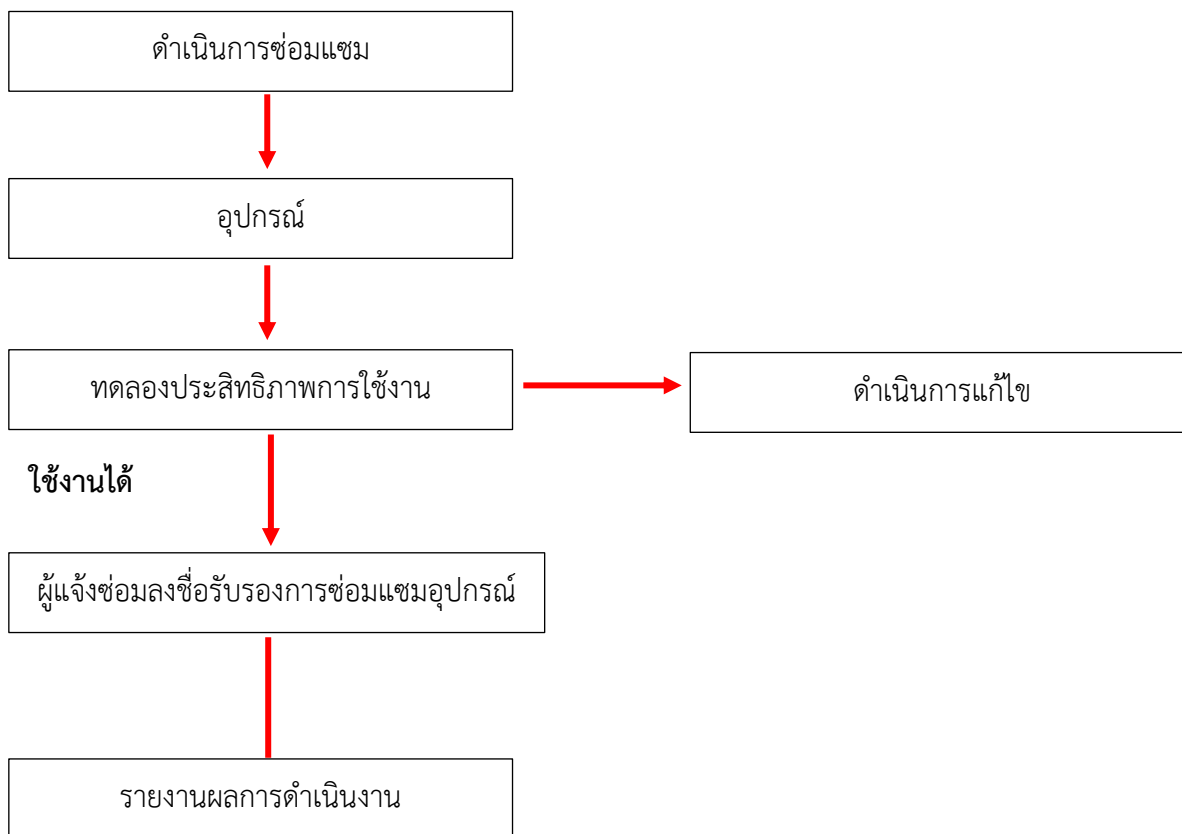 ดำเนินการซ่อมแซม
อุปกรณ์
ทดลองประสิทธิภาพการใช้งาน
ดำเนินการแก้ไข
ใช้งานได้
ผู้แจ้งซ่อมลงชื่อรับรองการซ่อมแซมอุปกรณ์
รายงานผลการดำเนินงาน